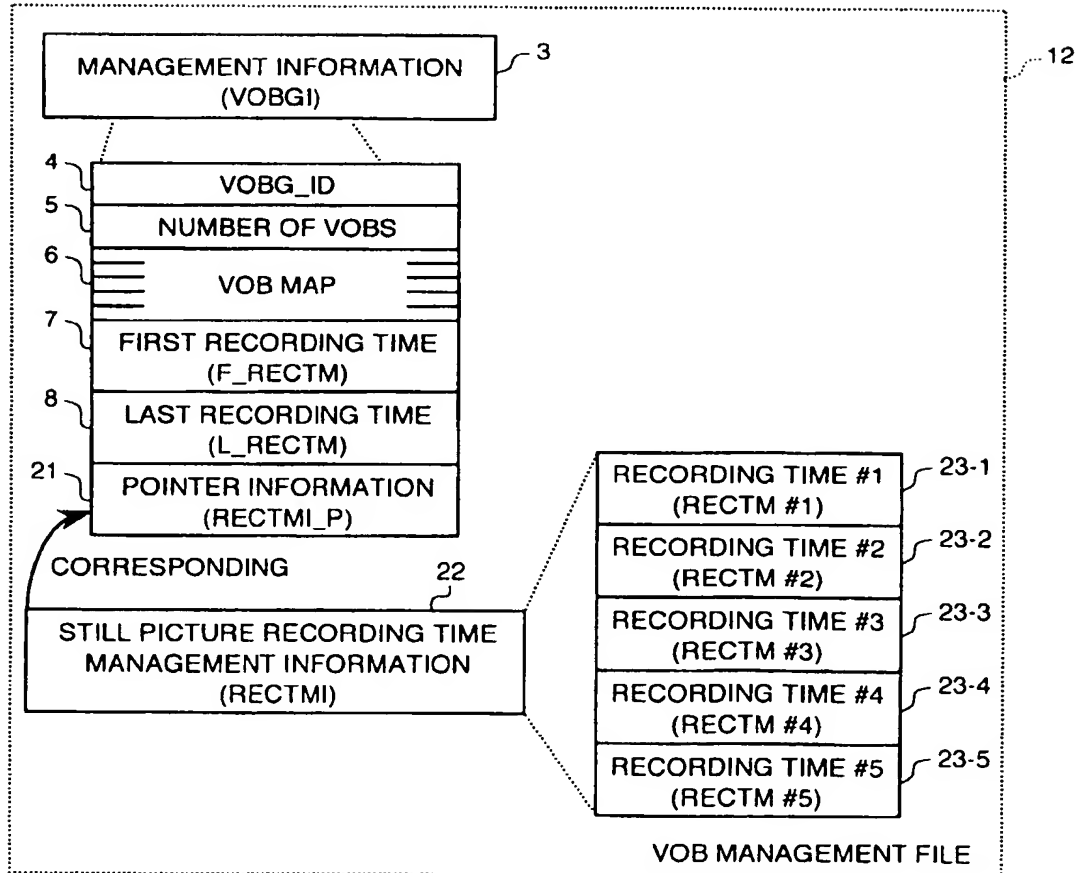 MANAGEMENT INFORMATION
(VOBGI)
3
12
4
VOBG_ID
5
NUMBER OF VOBS
6
VOB MAP
7
FIRST RECORDING TIME
(F_RECTM)
8
LAST RECORDING TIME
(L_RECTM)
21
POINTER INFORMATION
(RECTMI_P)
CORRESPONDING
22
STILL PICTURE RECORDING TIME
MANAGEMENT INFORMATION
(RECTMI)
RECORDING TIME #1
(RECTM #1)
23-1
RECORDING TIME #2
(RECTM #2)
23-2
RECORDING TIME #3
(RECTM #3)
23-3
RECORDING TIME #4
(RECTM #4)
23-4
RECORDING TIME #5
(RECTM #5)
23-5
VOB MANAGEMENT FILE